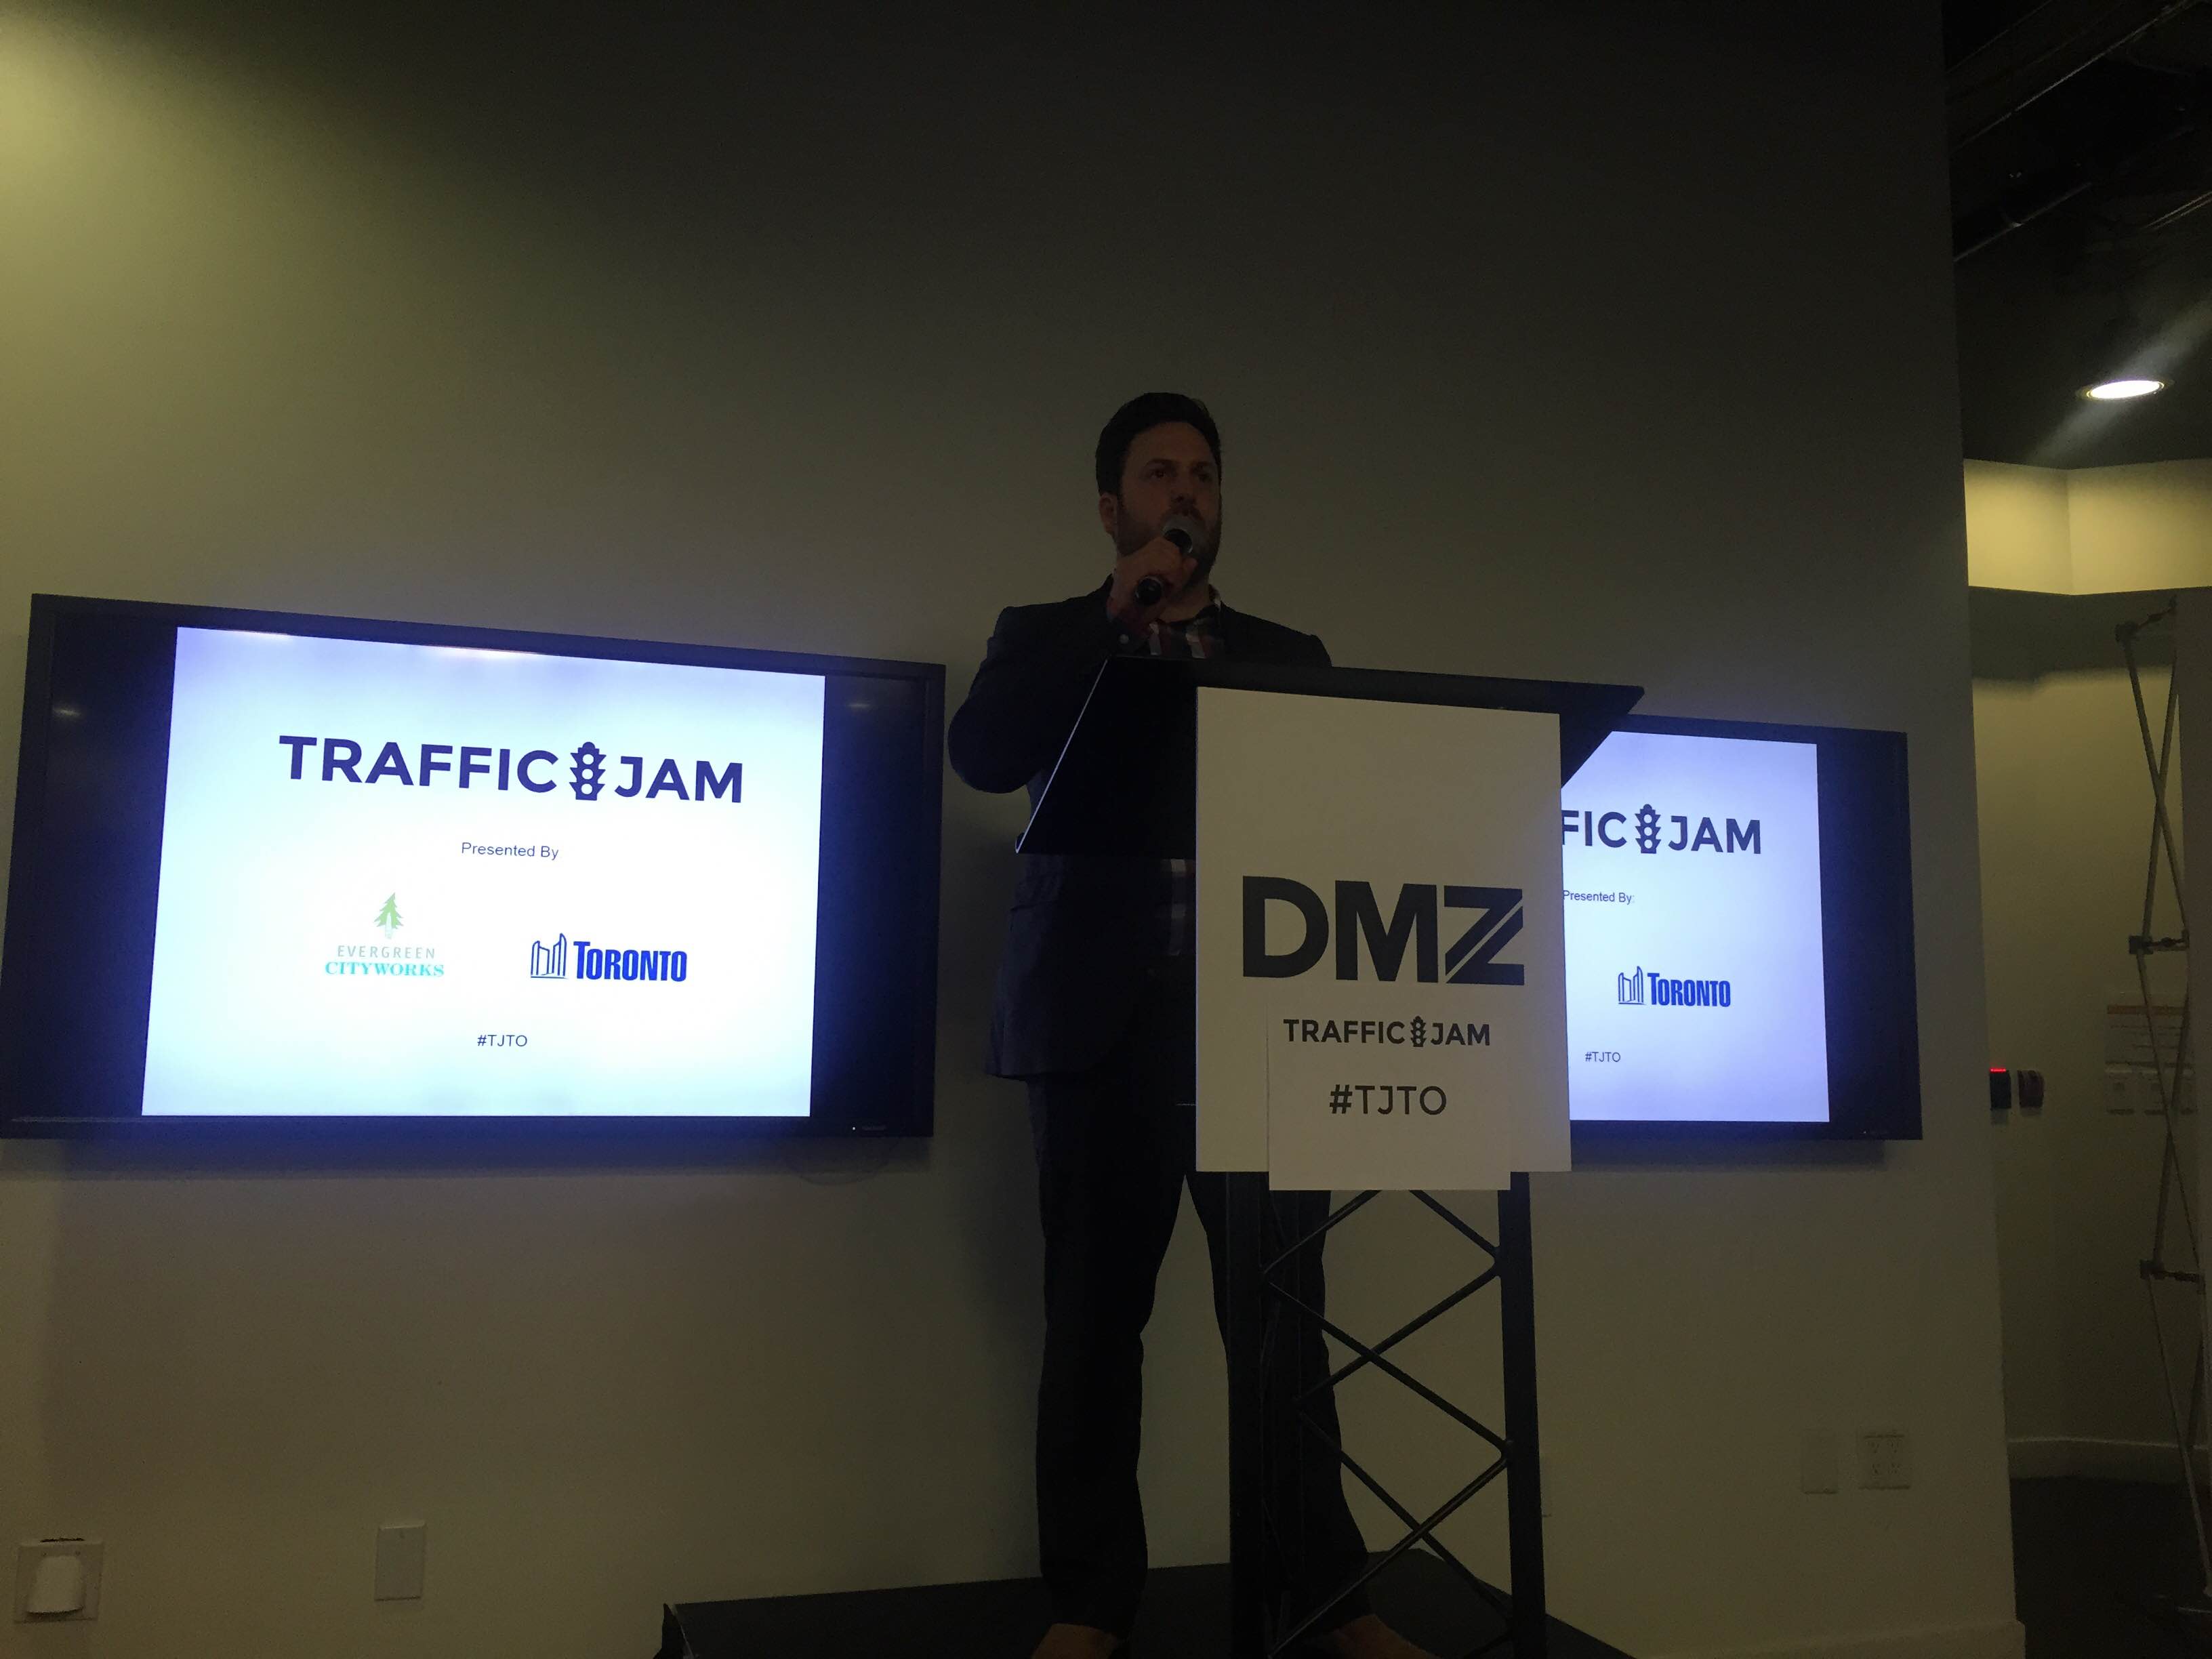 TRAFFIC JAM
Presented By
EVERGREEN
CITYWORKS
TORONTO
#TJTO
DMZ
TRAFFIC JAM
#TJTO
FIC JAM
Presented By:
TORONTO
#TJTO